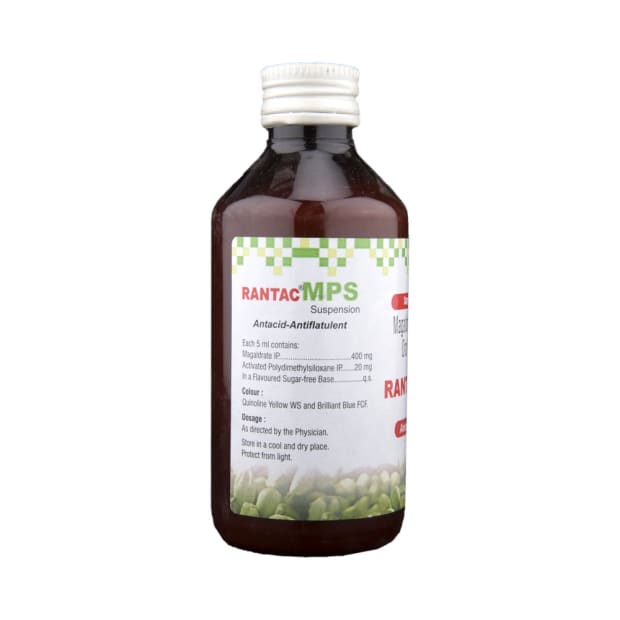 RANTAC® MPS
Suspension
Antacid-Antiflatulent
Each 5 ml contains:
Magaldrate IP..................................400 mg
Activated Polydimethylsiloxane IP......20 mg
In a Flavoured Sugar-free Base............q.s.
Colour :
Quinoline Yellow WS and Brilliant Blue FCF.
Dosage :
As directed by the Physician.
Store in a cool and dry place.
Protect from light.